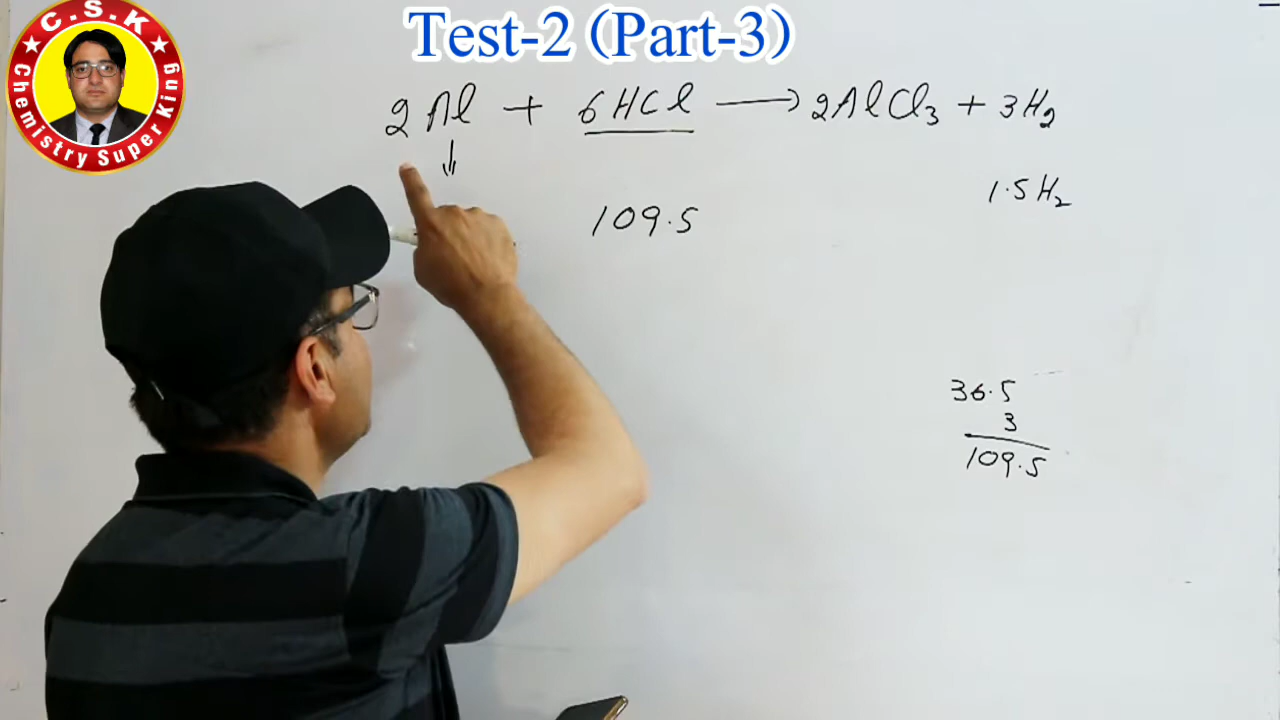 C.S.K
Chemistry Super King
Test-2 (Part-3)
2Al + 6HCl → 2AlCl₃ + 3H₂
1.5H₂
109.5
36.5
3
109.5